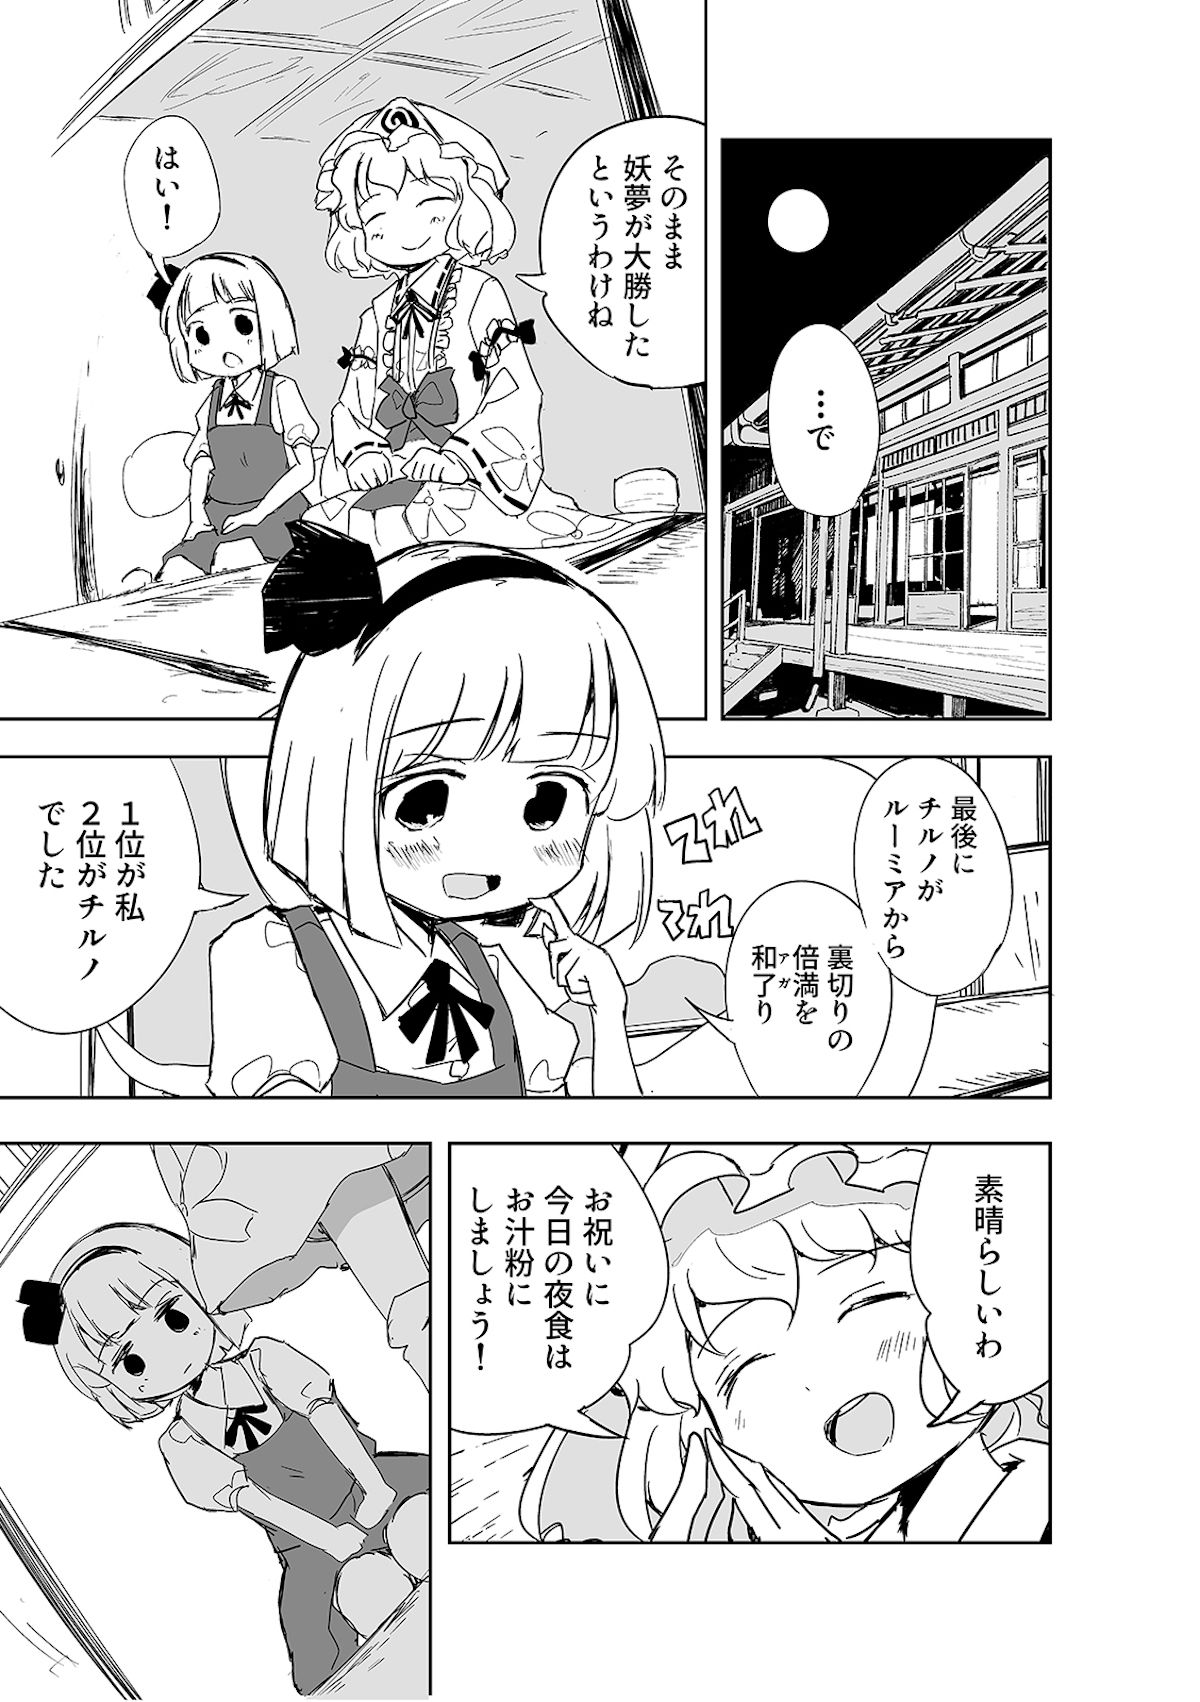 …で
そのまま
妖夢が大勝した
というわけね
はい！
最後に
チルノが
ルーミアから
裏切りの
倍満を
和了り
アガ
てれ
てれ
１位が私
２位がチルノ
でした
素晴らしいわ
お祝いに
今日の夜食は
お汁粉に
しましょう！